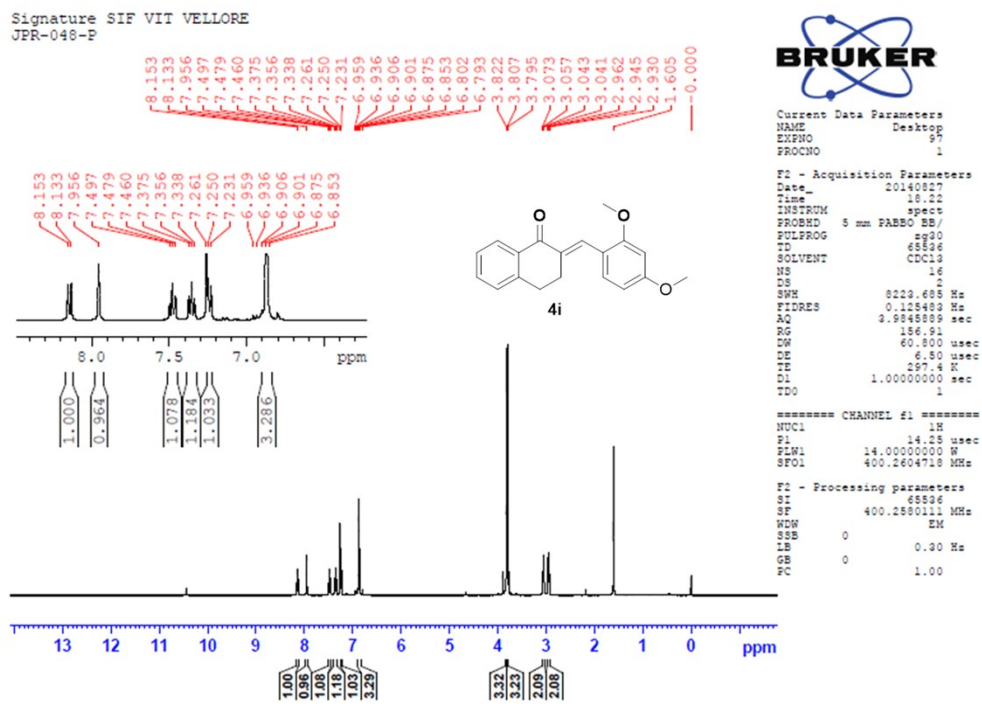 Signature SIF VIT VELLORE
JPR-048-P
8.153
8.133
7.956
7.497
7.479
7.460
7.375
7.356
7.338
7.261
7.250
7.231
6.959
6.936
6.906
6.901
6.875
6.853
6.802
6.793
3.822
3.807
3.795
3.073
3.057
3.043
3.041
2.962
2.945
2.930
1.605
-0.000
8.153
8.133
7.956
7.497
7.479
7.460
7.375
7.356
7.338
7.261
7.250
7.231
6.959
6.936
6.906
6.901
6.875
6.853
8.0 7.5 7.0 ppm
1.000
0.964
1.078
1.184
1.033
3.286
O
O
O
4i
13 12 11 10 9 8 7 6 5 4 3 2 1 0 ppm
1.00
0.96
1.08
1.18
1.03
3.29
3.32
3.23
2.09
2.08
BRUKER
Current Data Parameters
NAME Desktop
EXPNO 97
PROCNO 1
F2 - Acquisition Parameters
Date_ 20140827
Time 18.22
INSTRUM spect
PROBHD 5 mm PABBO BB/
PULPROG zg30
TD 65536
SOLVENT CDCl3
NS 16
DS 2
SWH 8223.685 Hz
FIDRES 0.125483 Hz
AQ 3.9845889 sec
RG 156.91
DW 60.800 usec
DE 6.50 usec
TE 297.4 K
D1 1.00000000 sec
TD0 1
======== CHANNEL f1 ========
NUC1 1H
P1 14.25 usec
PLW1 14.00000000 W
SFO1 400.2604718 MHz
F2 - Processing parameters
SI 65536
SF 400.2580111 MHz
WDW EM
SSB 0
LB 0.30 Hz
GB 0
PC 1.00